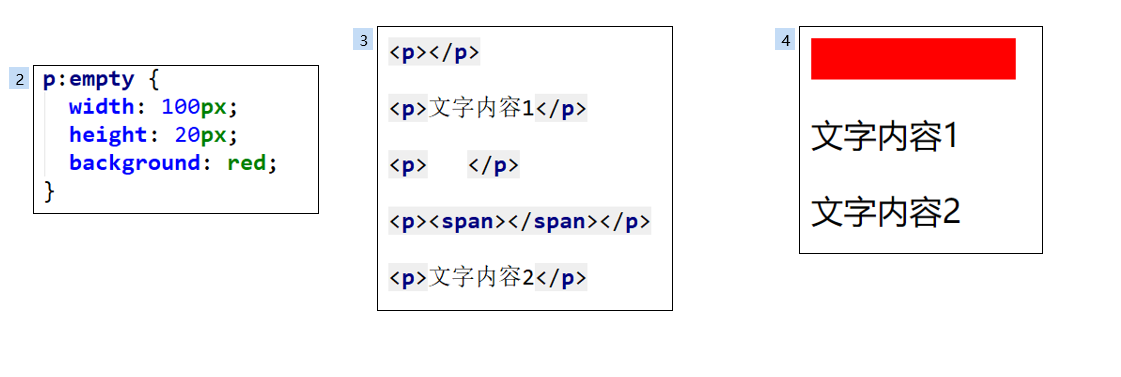 2
p:empty {
  width: 100px;
  height: 20px;
  background: red;
}
3
<p></p>
<p>文字内容1</p>
<p>   </p>
<p><span></span></p>
<p>文字内容2</p>
4
文字内容1
文字内容2